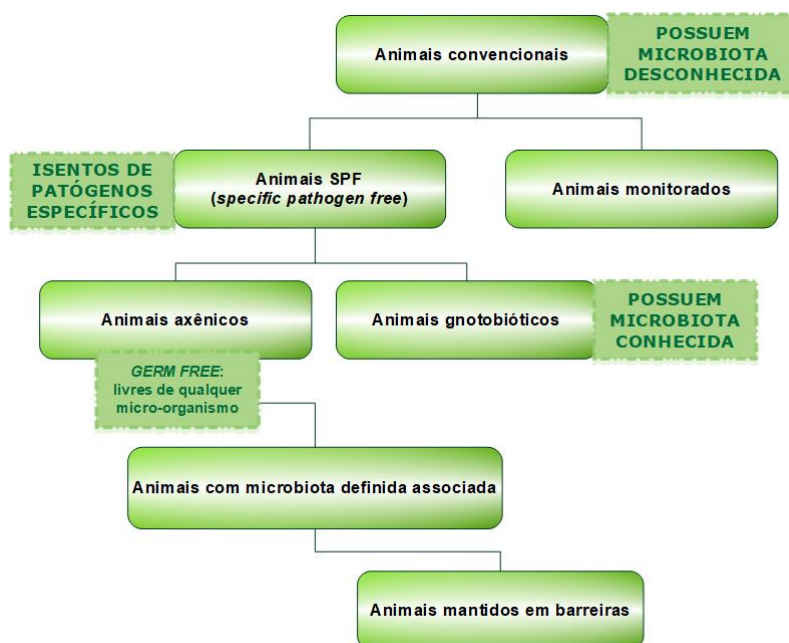 Animais convencionais
POSSUEM
MICROBIOTA
DESCONHECIDA
ISENTOS DE
PATÓGENOS
ESPECÍFICOS
Animais SPF
(specific pathogen free)
Animais monitorados
Animais axênicos
Animais gnotobióticos
POSSUEM
MICROBIOTA
CONHECIDA
GERM FREE:
livres de qualquer
micro-organismo
Animais com microbiota definida associada
Animais mantidos em barreiras